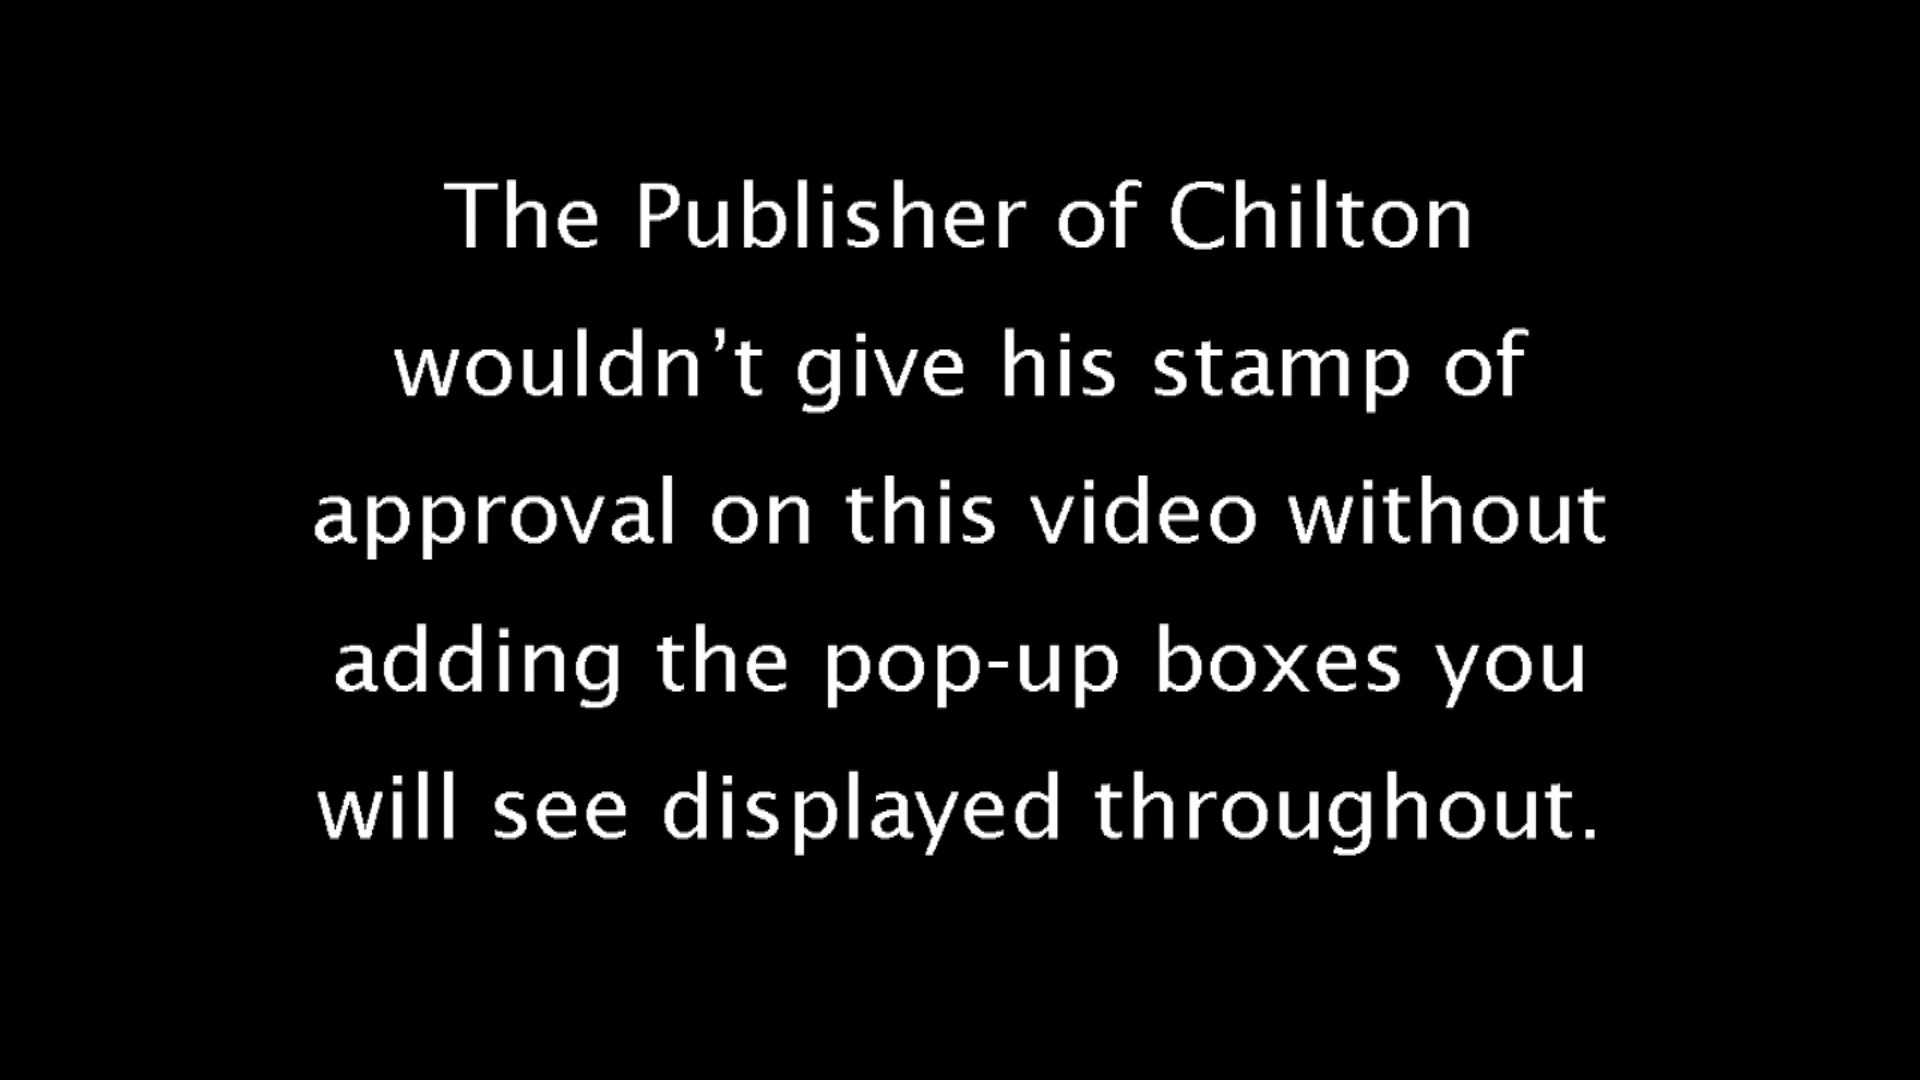 The Publisher of Chilton
wouldn’t give his stamp of
approval on this video without
adding the pop-up boxes you
will see displayed throughout.